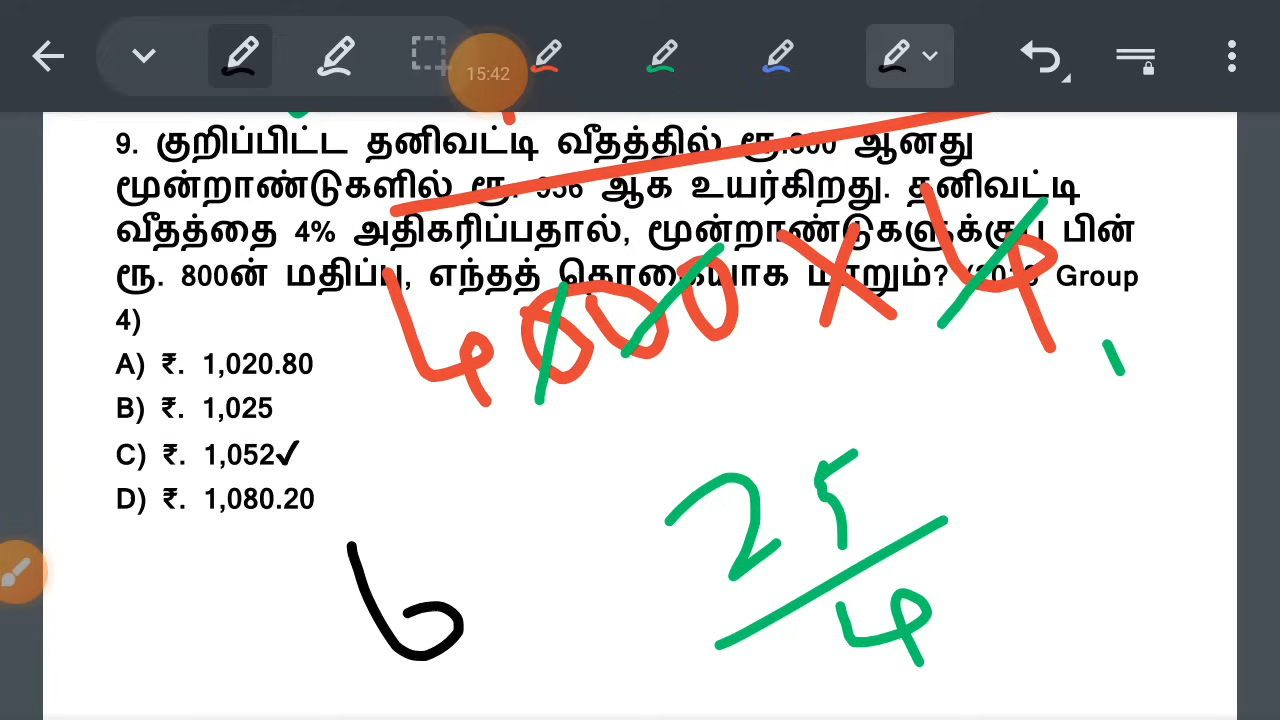 15:42
9. குறிப்பிட்ட தனிவட்டி வீதத்தில் ரூ.800 ஆனது
மூன்றாண்டுகளில் ரூ. 956 ஆக உயர்கிறது. தனிவட்டி
வீதத்தை 4% அதிகரிப்பதால், மூன்றாண்டுகளுக்குப் பின்
ரூ. 800ன் மதிப்பு, எந்தத் தொகையாக மாறும்? Group
4)
4000 × 4
A) ₹. 1,020.80
B) ₹. 1,025
C) ₹. 1,052✓
D) ₹. 1,080.20
25
4
6